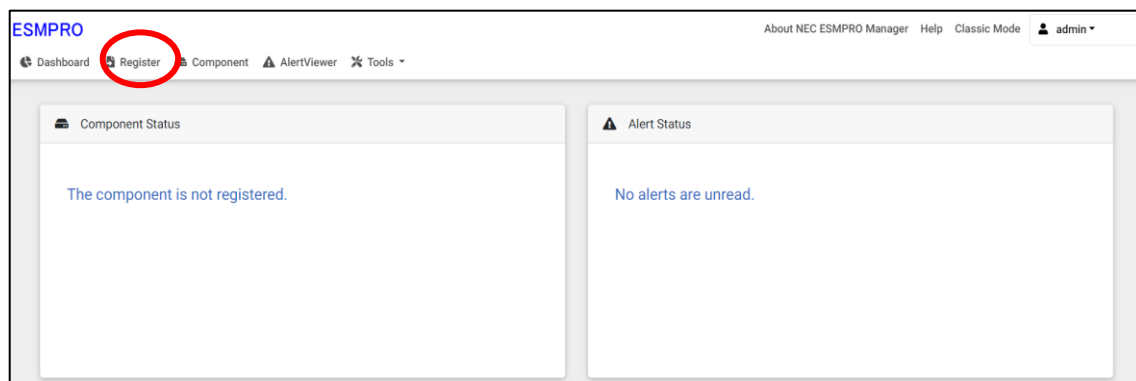 ESMPRO
About NEC ESMPRO Manager Help Classic Mode admin
Dashboard Register Component AlertViewer Tools
Component Status
Alert Status
The component is not registered.
No alerts are unread.